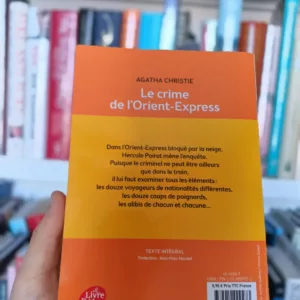 AGATHA CHRISTIE
Le crime
de l'Orient-Express
Dans l'Orient-Express bloqué par la neige,
Hercule Poirot mène l'enquête.
Puisque le criminel ne peut être ailleurs
que dans le train,
il lui faut examiner tous les éléments :
les douze voyageurs de nationalités différentes,
les douze coups de poignards,
les alibis de chacun et chacune...
TEXTE INTÉGRAL
Le Livre